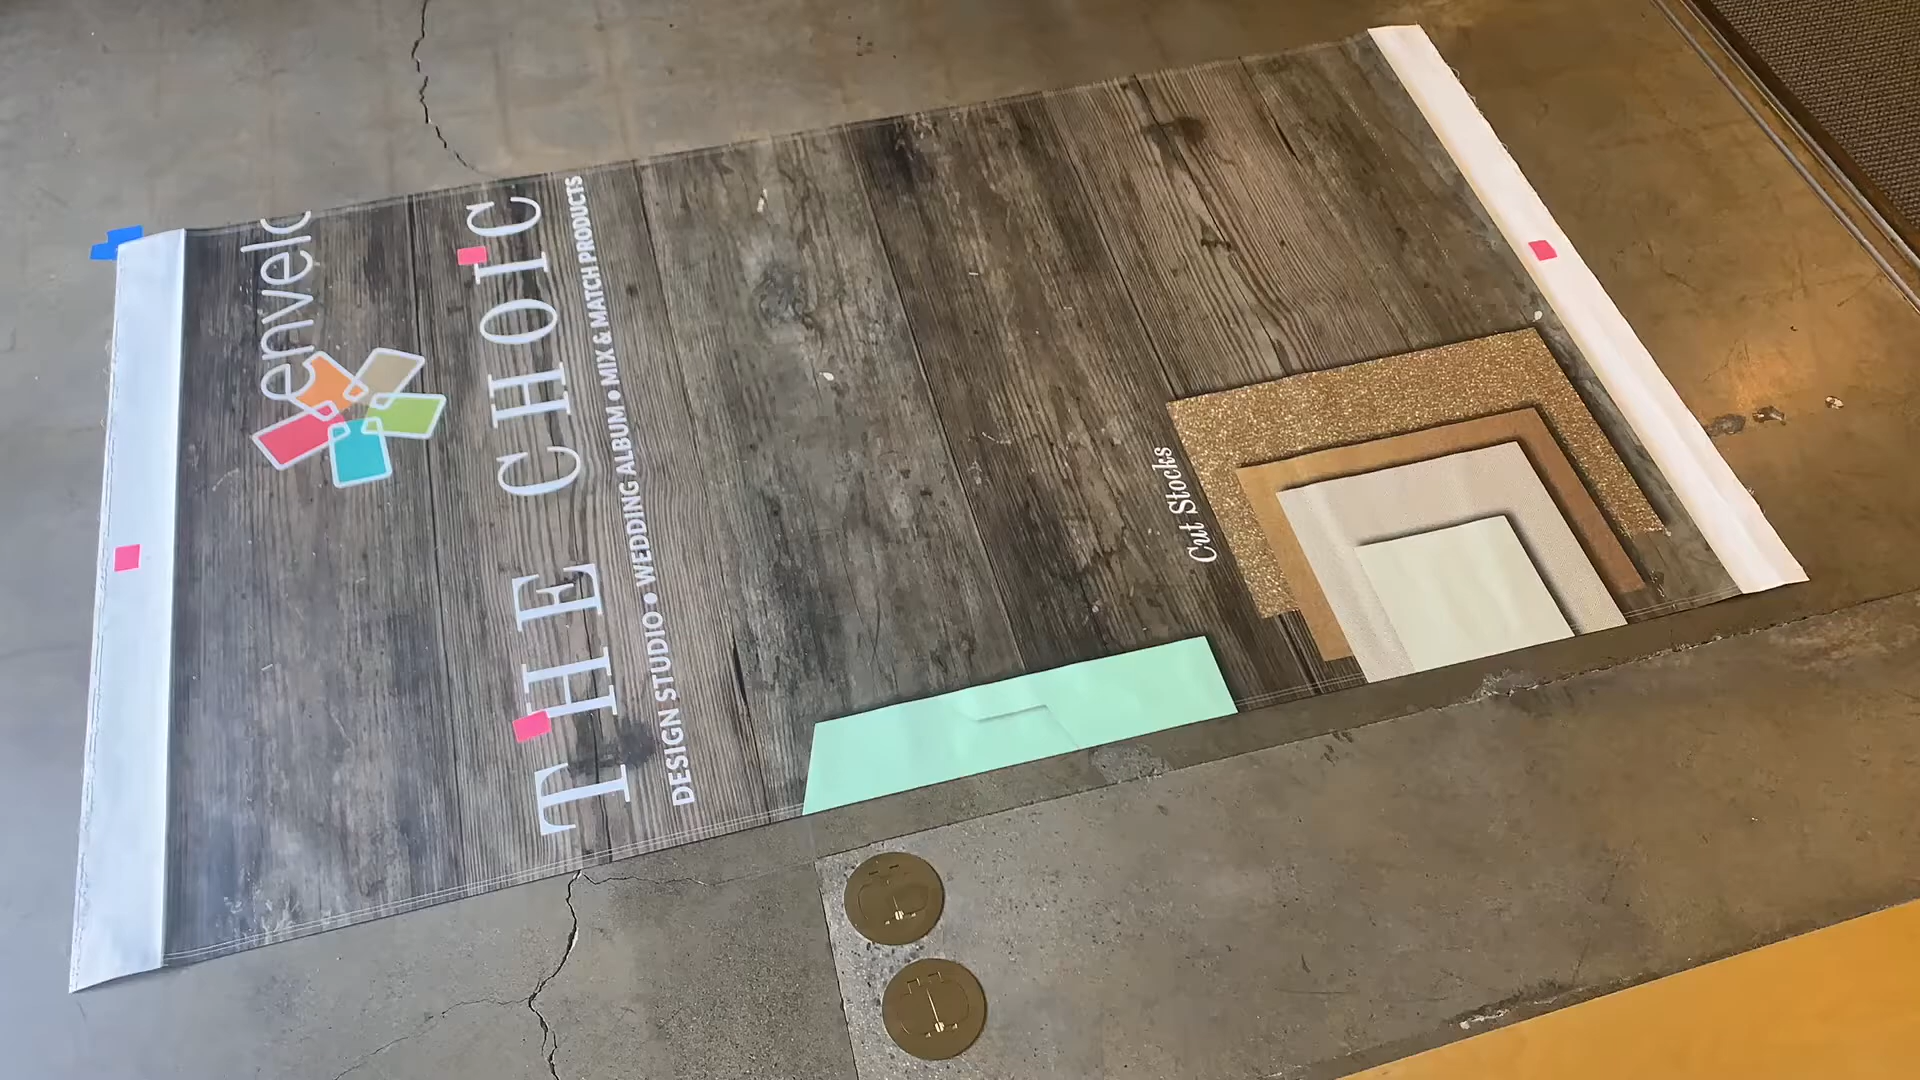 envelo
THE CHOIC
DESIGN STUDIO • WEDDING ALBUM • MIX & MATCH PRODUCTS
Cut Stocks